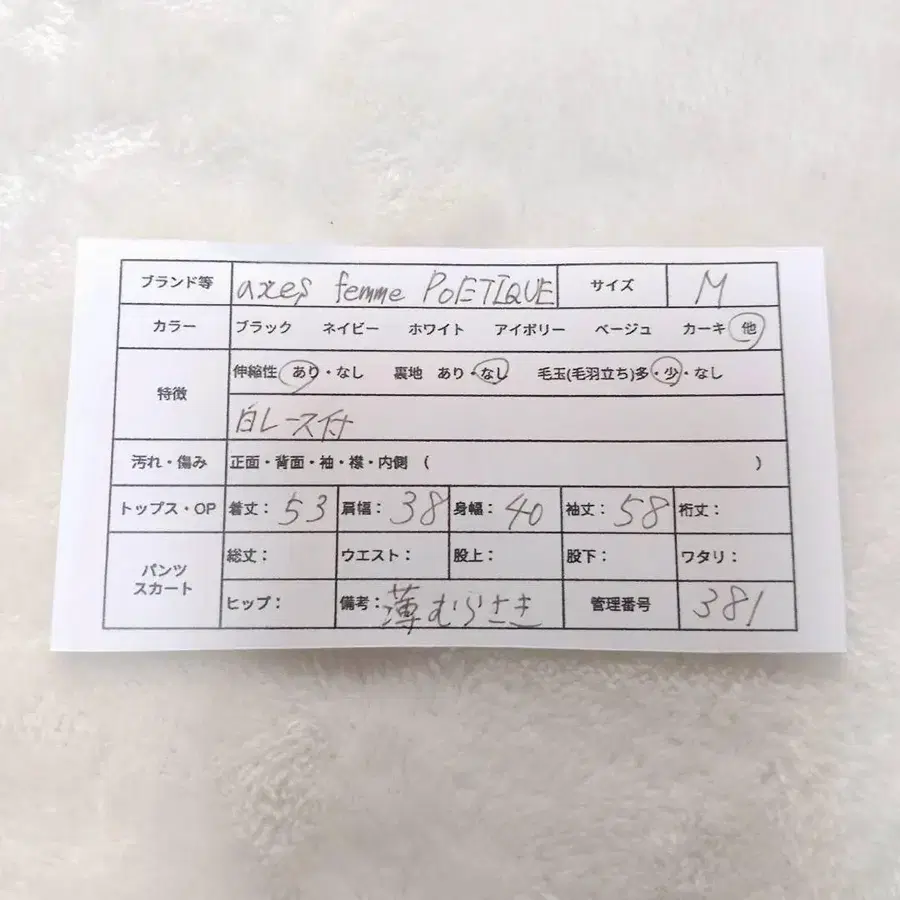 ブランド等 axes femme POETIQUE サイズ M
カラー ブラック ネイビー ホワイト アイボリー ベージュ カーキ 他
特徴 伸縮性 あり・なし 裏地 あり・なし 毛玉(毛羽立ち)多・少・なし
白レース付
汚れ・傷み 正面・背面・袖・襟・内側 ( )
トップス・OP 着丈: 53 肩幅: 38 身幅: 40 袖丈: 58 裄丈:
パンツ スカート 総丈: ウエスト: 股上: 股下: ワタリ:
ヒップ: 備考: 薄むらさき 管理番号 381